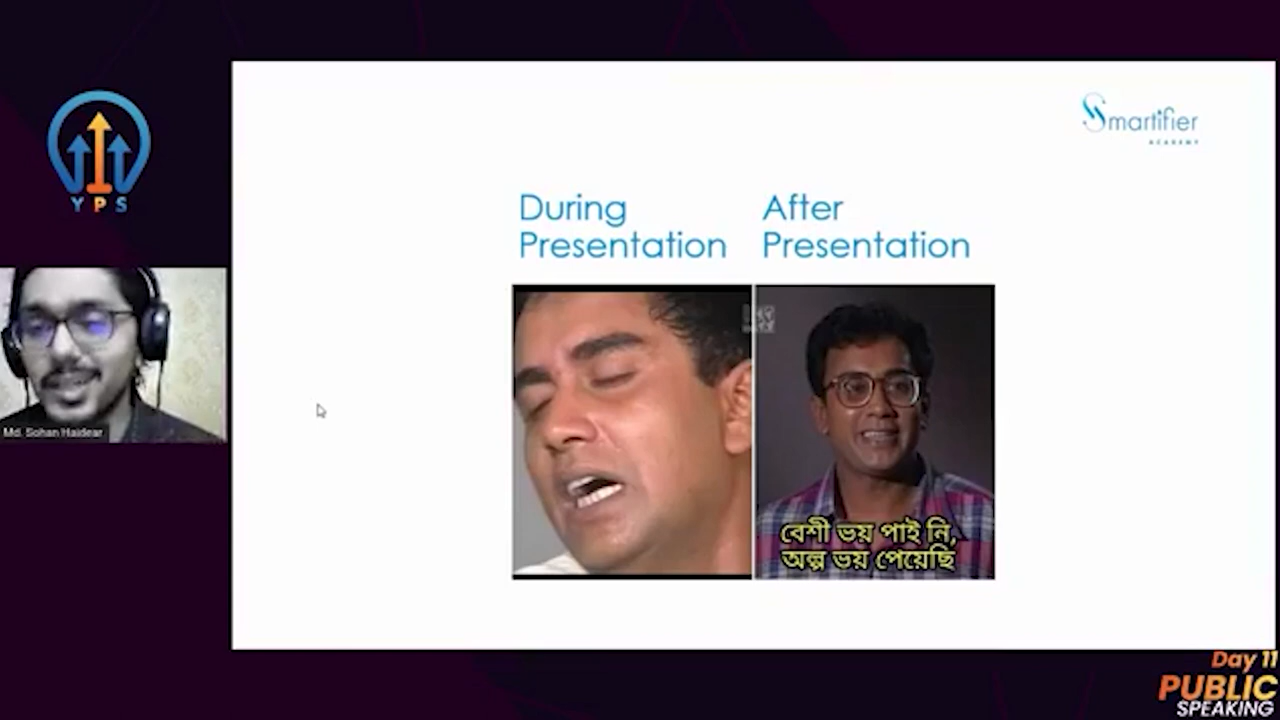 YPS
Smartifier
ACADEMY
During
Presentation
After
Presentation
বেশী ভয় পাই নি,
অল্প ভয় পেয়েছি
Md. Sohan Haidear
Day 11
PUBLIC
SPEAKING